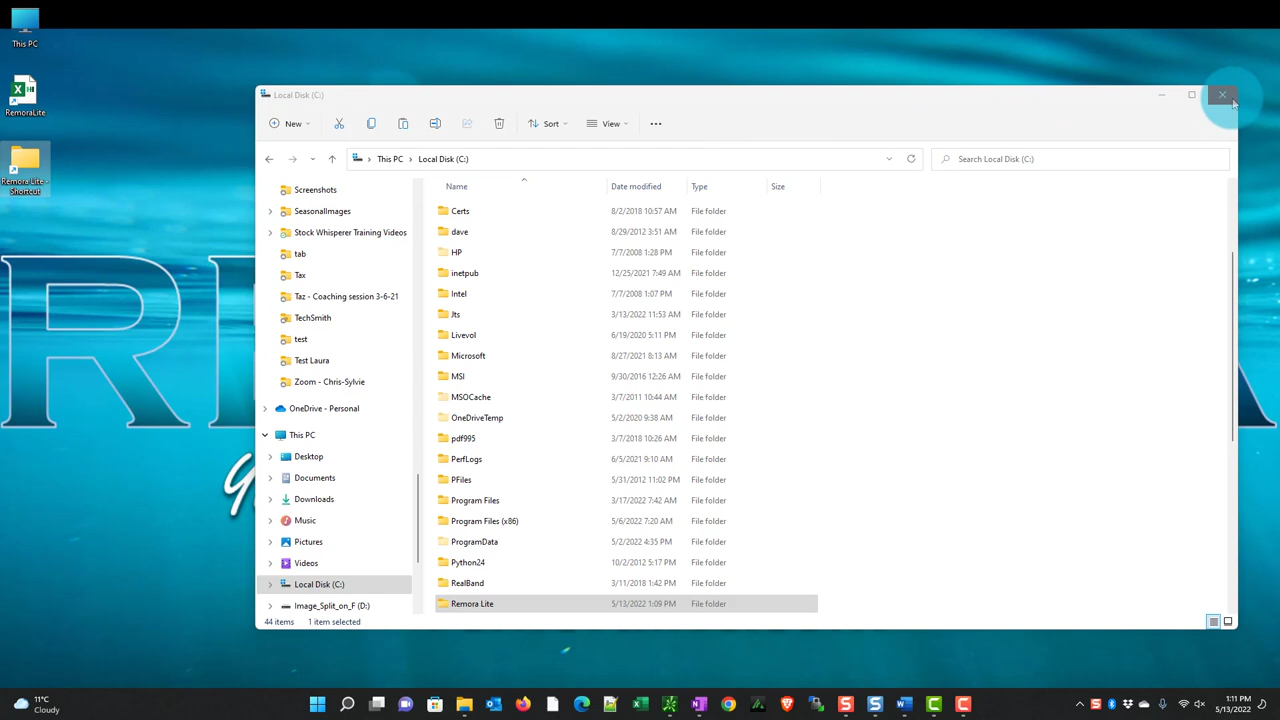 This PC
RemoraLite
Remora Lite -
Shortcut
Local Disk (C:)
New
Sort
View
This PC > Local Disk (C:)
Search Local Disk (C:)
Screenshots
SeasonalImages
Stock Whisperer Training Videos
tab
Tax
Taz - Coaching session 3-6-21
TechSmith
test
Test Laura
Zoom - Chris-Sylvie
OneDrive - Personal
This PC
Desktop
Documents
Downloads
Music
Pictures
Videos
Local Disk (C:)
Image_Split_on_F (D:)
Name Date modified Type Size
Certs 8/2/2018 10:57 AM File folder
dave 8/29/2012 3:51 AM File folder
HP 7/7/2008 1:28 PM File folder
inetpub 12/25/2021 7:49 AM File folder
Intel 7/7/2008 1:07 PM File folder
Jts 3/13/2022 11:53 AM File folder
Livevol 6/19/2020 5:11 PM File folder
Microsoft 8/27/2021 8:13 AM File folder
MSI 9/30/2016 12:26 AM File folder
MSOCache 3/7/2011 10:44 AM File folder
OneDriveTemp 5/2/2020 9:38 AM File folder
pdf995 3/7/2018 10:26 AM File folder
PerfLogs 6/5/2021 9:10 AM File folder
PFiles 5/31/2012 11:02 PM File folder
Program Files 3/17/2022 7:42 AM File folder
Program Files (x86) 5/6/2022 7:20 AM File folder
ProgramData 5/2/2022 4:35 PM File folder
Python24 10/2/2012 5:17 PM File folder
RealBand 3/11/2018 1:42 PM File folder
Remora Lite 5/13/2022 1:09 PM File folder
44 items 1 item selected
11°C
Cloudy
1:11 PM
5/13/2022